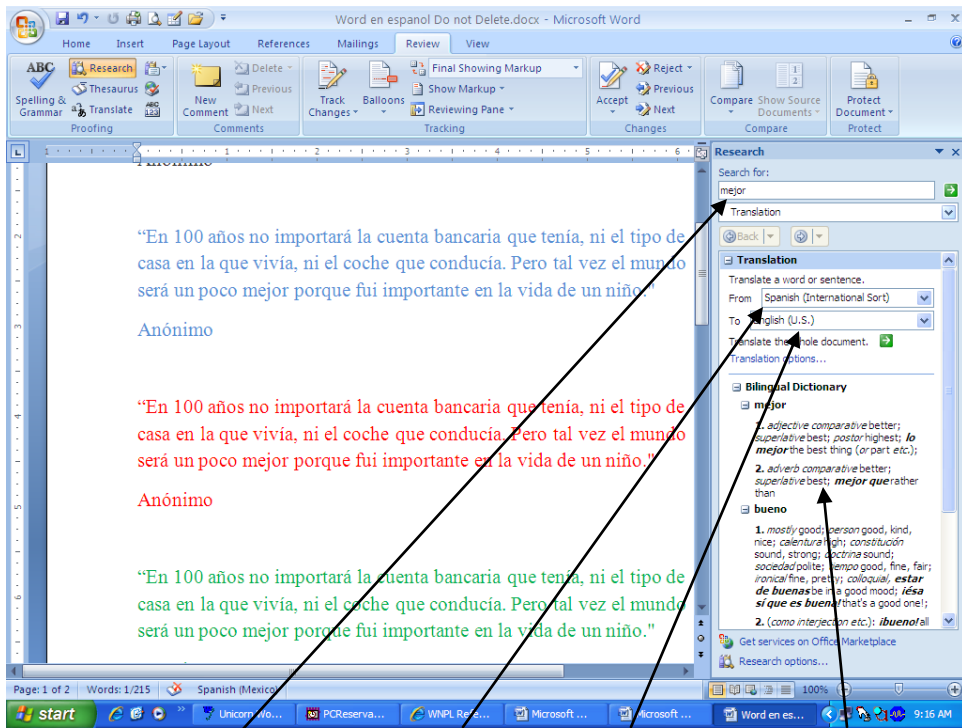 Word en espanol Do not Delete.docx - Microsoft Word
Home Insert Page Layout References Mailings Review View
ABC Spelling & Grammar
Research
Thesaurus
Translate
ABC 123
Proofing
New Comment
Delete
Previous
Next
Comments
Track Changes
Balloons
Final Showing Markup
Show Markup
Reviewing Pane
Tracking
Accept
Reject
Previous
Next
Changes
Compare
Show Source Documents
Compare
Protect Document
Protect
1 1 2 3 4 5 6
Anónimo
“En 100 años no importará la cuenta bancaria que tenía, ni el tipo de
casa en la que vivía, ni el coche que conducía. Pero tal vez el mundo
será un poco mejor porque fui importante en la vida de un niño."
Anónimo
“En 100 años no importará la cuenta bancaria que tenía, ni el tipo de
casa en la que vivía, ni el coche que conducía. Pero tal vez el mundo
será un poco mejor porque fui importante en la vida de un niño."
Anónimo
“En 100 años no importará la cuenta bancaria que tenía, ni el tipo de
casa en la que vivía, ni el coche que conducía. Pero tal vez el mundo
será un poco mejor porque fui importante en la vida de un niño."
Research
Search for:
mejor
Translation
Back
Translation
Translate a word or sentence.
From Spanish (International Sort)
To English (U.S.)
Translate the whole document.
Translation options...
Bilingual Dictionary
mejor
1. adjective comparative better;
superlative best; postor highest; lo
mejor the best thing (or part etc.);
2. adverb comparative better;
superlative best; mejor que rather
than
bueno
1. mostly good; person good, kind,
nice; calentura high; constitución
sound, strong; doctrina sound;
sociedad polite; tiempo good, fine, fair;
ironical fine, pretty; colloquial, estar
de buenas be in a good mood; ¡ésa
sí que es buena! that's a good one!;
2. (como interjection etc.): ¡bueno! all
Get services on Office Marketplace
Research options...
Page: 1 of 2 Words: 1/215 Spanish (Mexico) 100%
start Unicorn Wo... PCReserva... WNPL Refe... Microsoft ... Microsoft ... Word en es... 9:16 AM